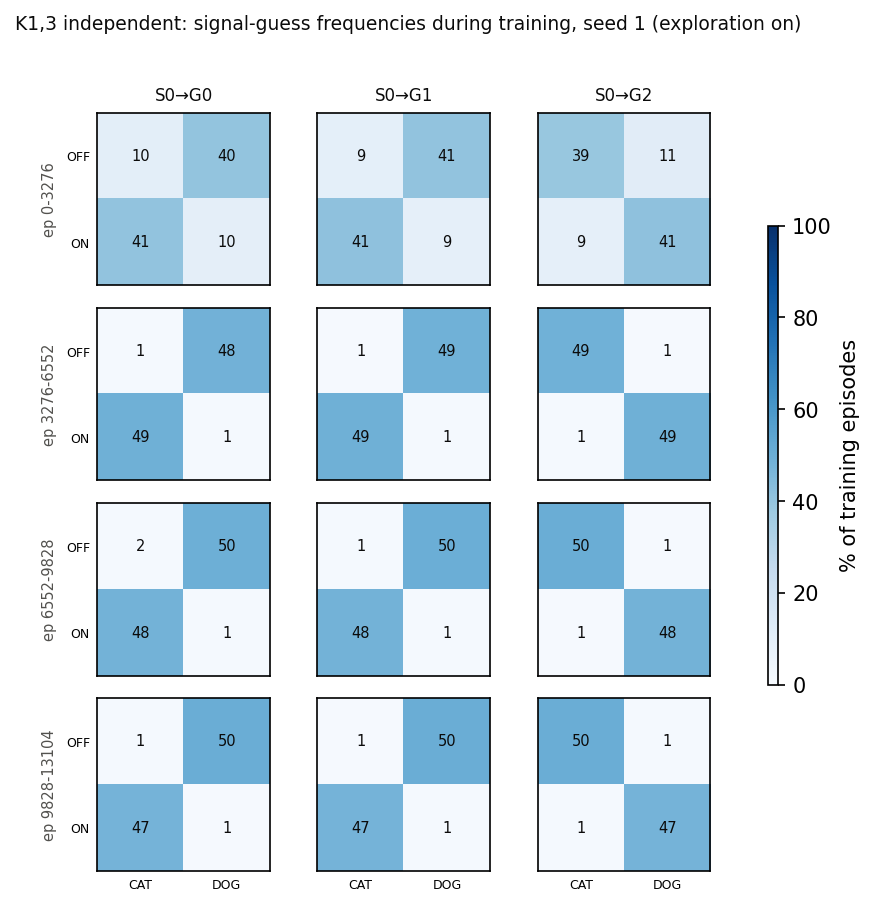 K1,3 independent: signal-guess frequencies during training, seed 1 (exploration on)
S0→G0 S0→G1 S0→G2
ep 0-3276
OFF 10 40 9 41 39 11
ON 41 10 41 9 9 41
ep 3276-6552
OFF 1 48 1 49 49 1
ON 49 1 49 1 1 49
ep 6552-9828
OFF 2 50 1 50 50 1
ON 48 1 48 1 1 48
ep 9828-13104
OFF 1 50 1 50 50 1
ON 47 1 47 1 1 47
CAT DOG CAT DOG CAT DOG
100
80
60
40
20
0
% of training episodes